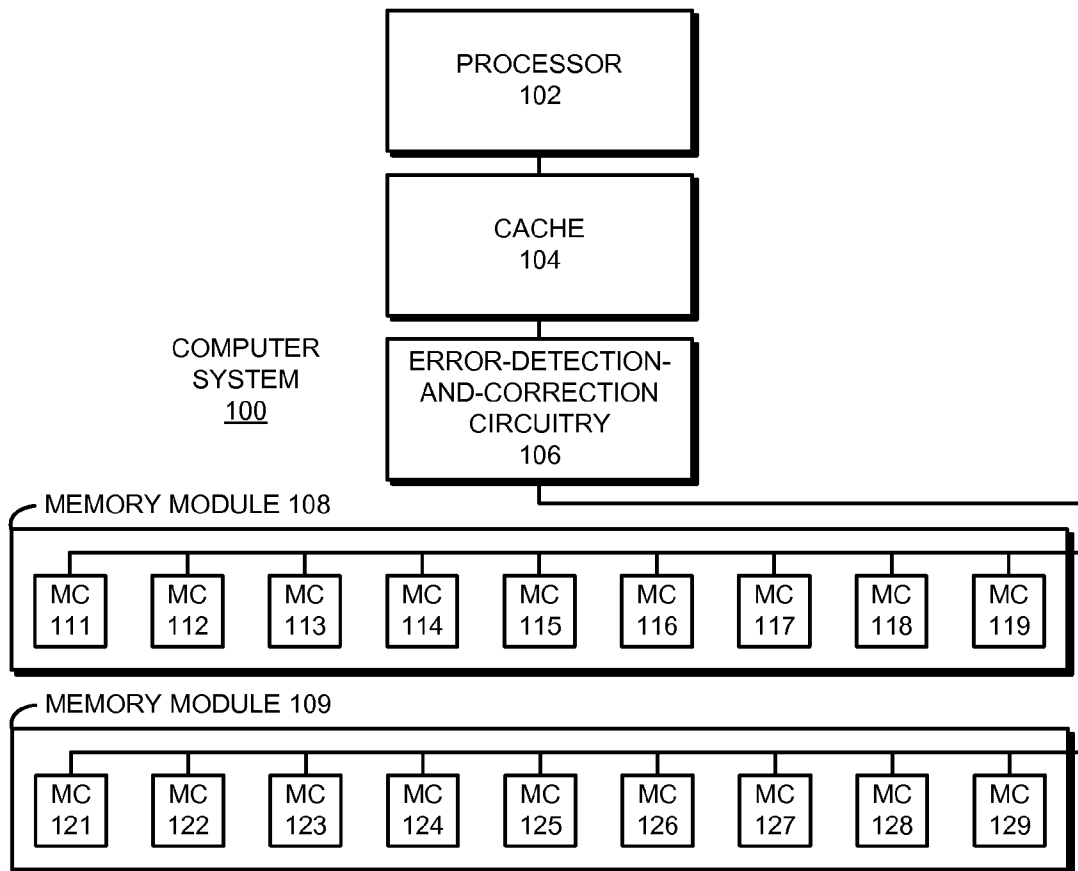 PROCESSOR
102
CACHE
104
COMPUTER
SYSTEM
100
ERROR-DETECTION-
AND-CORRECTION
CIRCUITRY
106
MEMORY MODULE 108
MC MC MC MC MC MC MC MC MC
111 112 113 114 115 116 117 118 119
MEMORY MODULE 109
MC MC MC MC MC MC MC MC MC
121 122 123 124 125 126 127 128 129